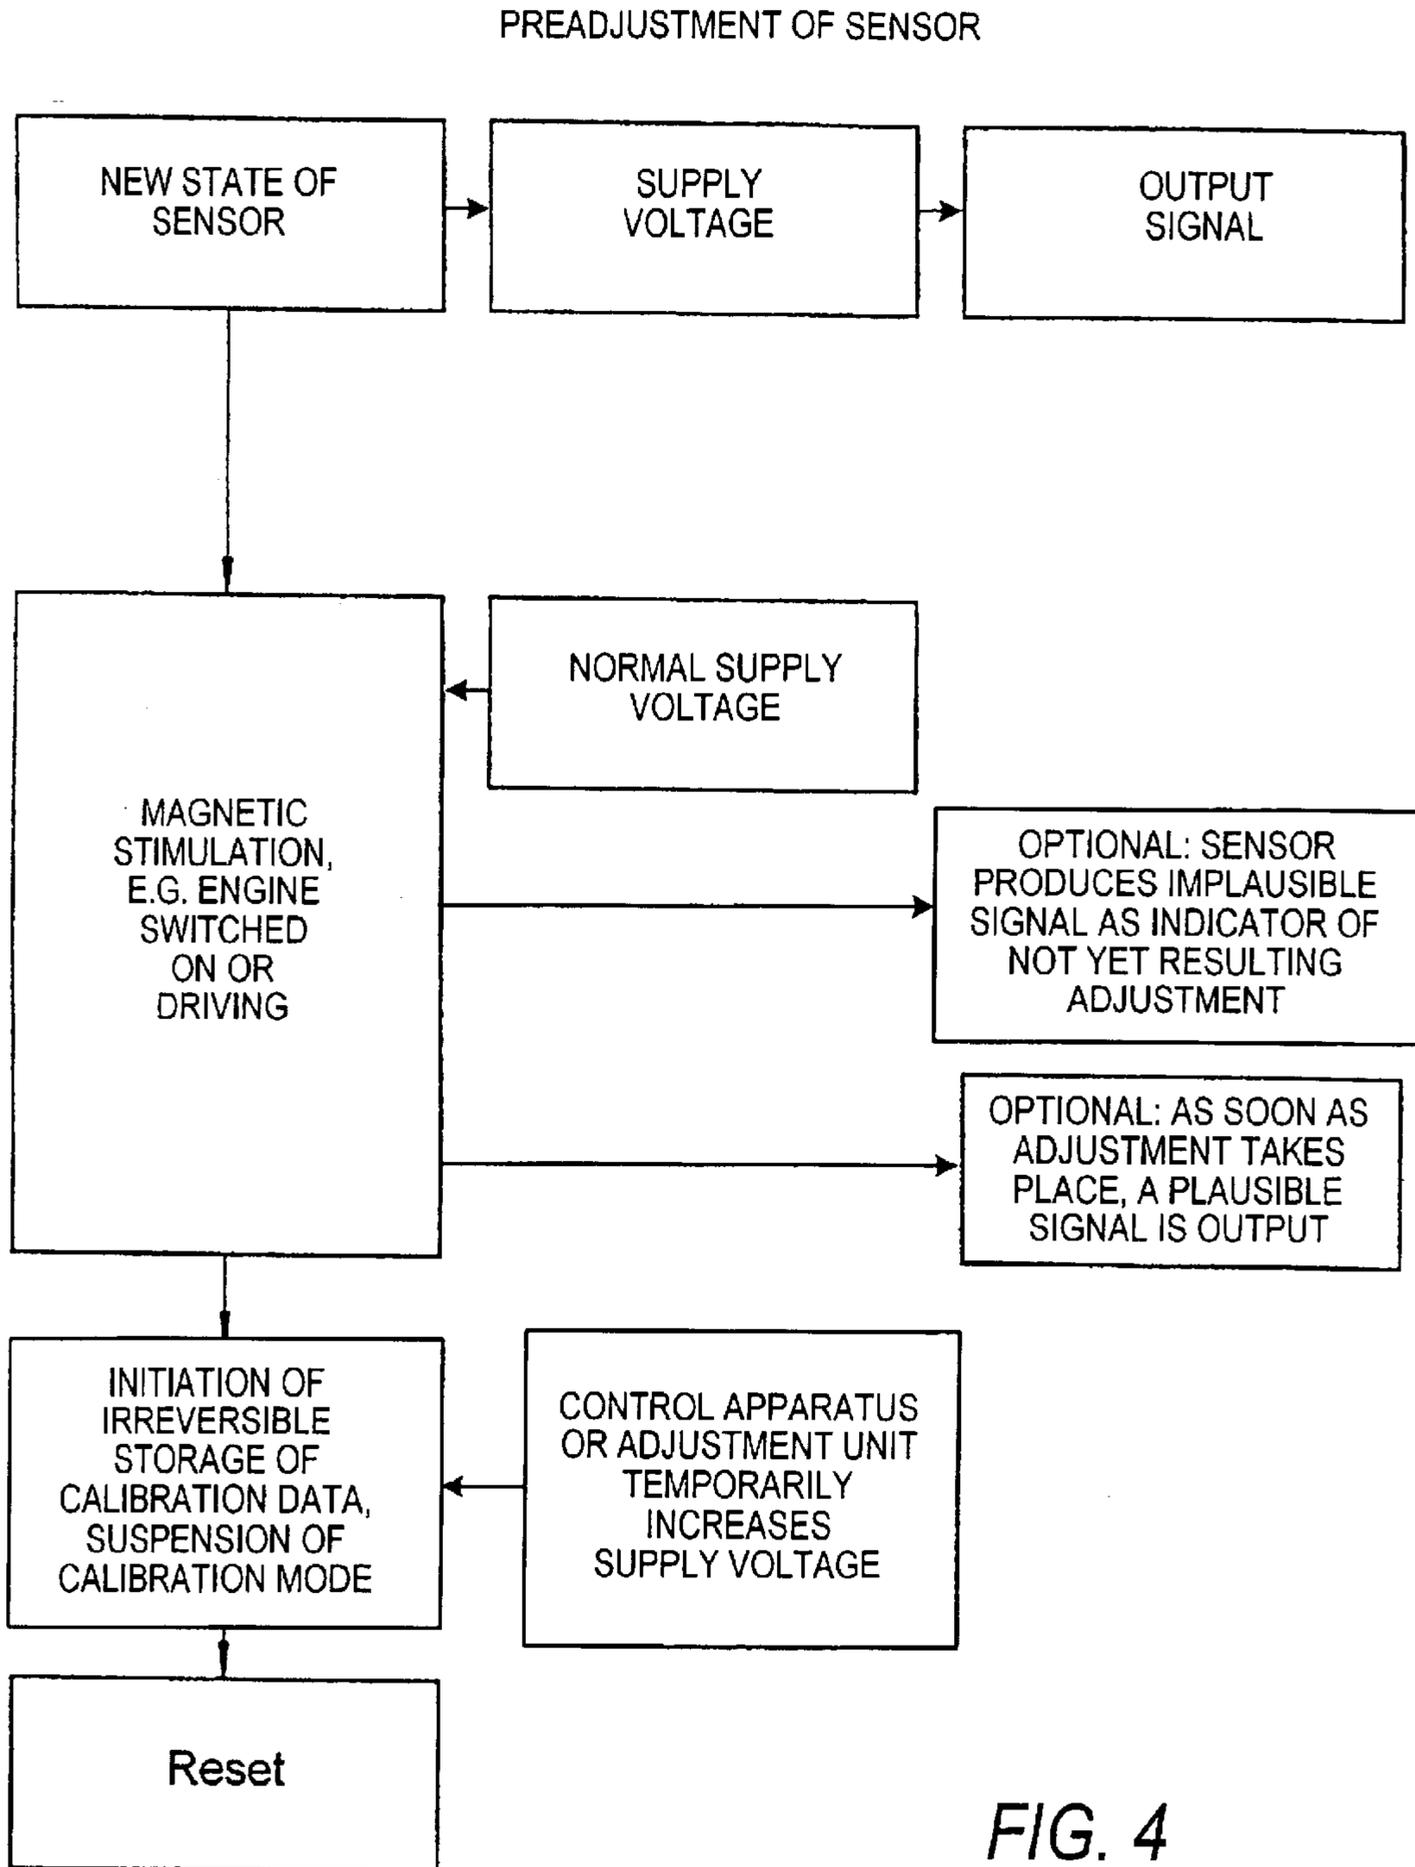 PREADJUSTMENT OF SENSOR
NEW STATE OF
SENSOR
SUPPLY
VOLTAGE
OUTPUT
SIGNAL
NORMAL SUPPLY
VOLTAGE
MAGNETIC
STIMULATION,
E.G. ENGINE
SWITCHED
ON OR
DRIVING
OPTIONAL: SENSOR
PRODUCES IMPLAUSIBLE
SIGNAL AS INDICATOR OF
NOT YET RESULTING
ADJUSTMENT
OPTIONAL: AS SOON AS
ADJUSTMENT TAKES
PLACE, A PLAUSIBLE
SIGNAL IS OUTPUT
INITIATION OF
IRREVERSIBLE
STORAGE OF
CALIBRATION DATA,
SUSPENSION OF
CALIBRATION MODE
CONTROL APPARATUS
OR ADJUSTMENT UNIT
TEMPORARILY
INCREASES
SUPPLY VOLTAGE
Reset
FIG. 4